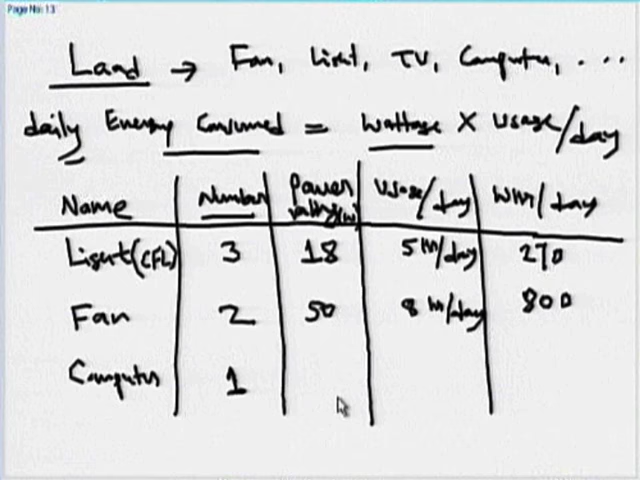 Page No: 13
Load → Fan, Light, TV, Computer, ....
daily Energy Consumed = Wattage X Usage/day
Name Number Power rating(W) Usage/day WH/day
Light(CFL) 3 18 5 Hr/day 270
Fan 2 50 8 Hr/day 800
Computer 1